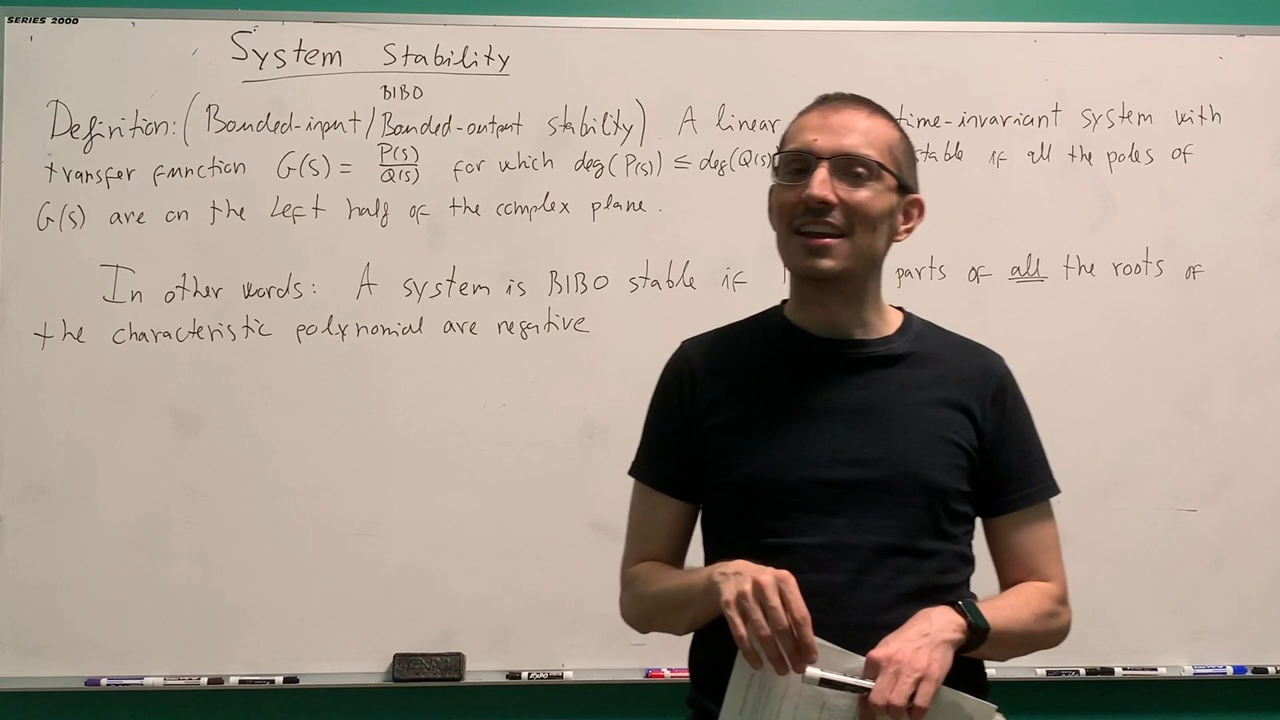 SERIES 2000
System Stability
BIBO
Definition: (Bounded-input/Bounded-output stability) A linear time-invariant system with
transfer function G(s) = P(s)/Q(s) for which deg(P(s)) ≤ deg(Q(s) stable if all the poles of
G(s) are on the Left half of the complex plane.
In other words: A system is BIBO stable if parts of all the roots of
the characteristic polynomial are negative
EXPO